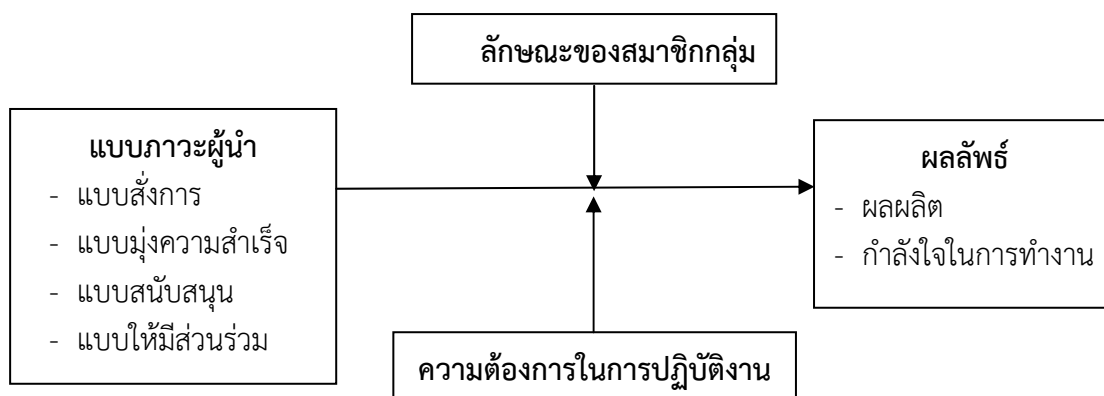 ลักษณะของสมาชิกกลุ่ม
แบบภาวะผู้นำ
- แบบสั่งการ
- แบบมุ่งความสำเร็จ
- แบบสนับสนุน
- แบบให้มีส่วนร่วม
ผลลัพธ์
- ผลผลิต
- กำลังใจในการทำงาน
ความต้องการในการปฏิบัติงาน